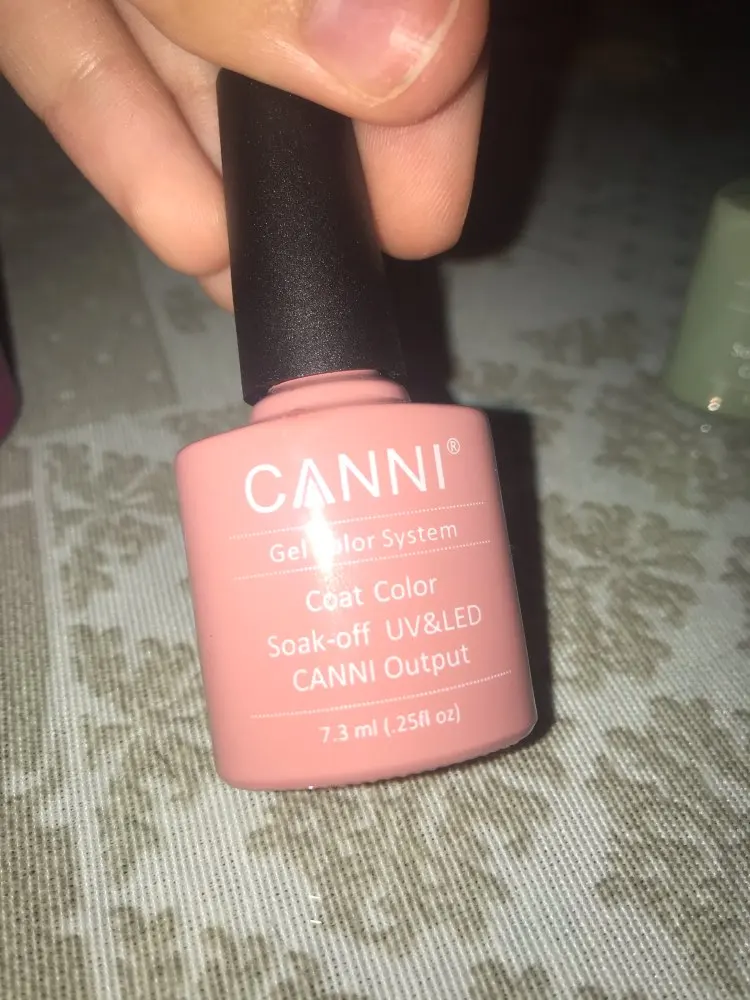 CANNI®
Gel Color System
Coat Color
Soak-off UV&LED
CANNI Output
7.3 ml (.25fl oz)